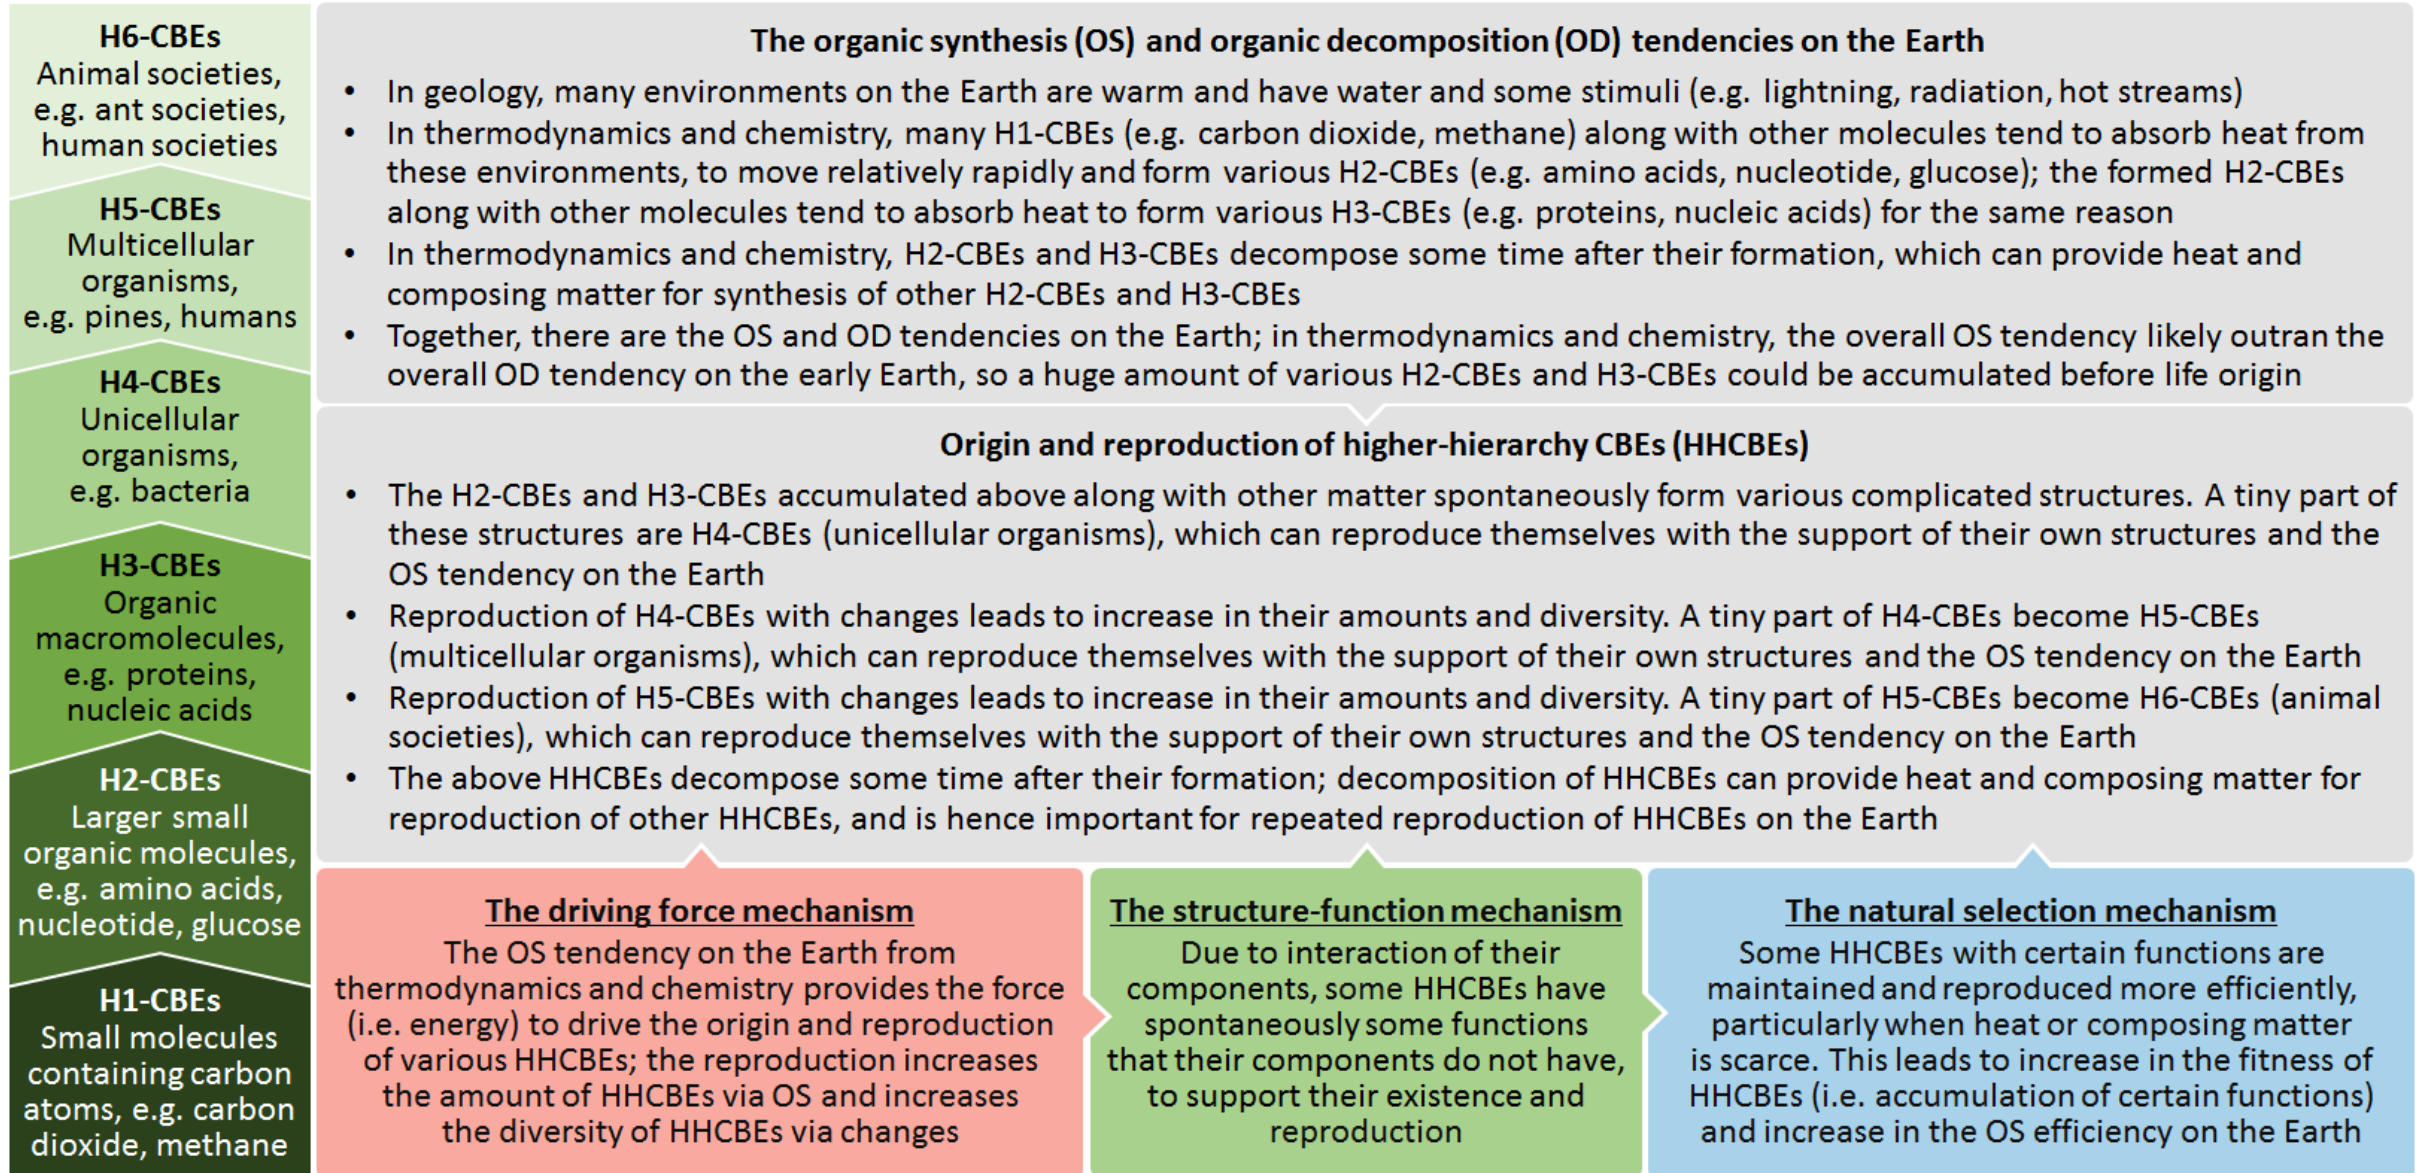 H6-CBEs
Animal societies,
e.g. ant societies,
human societies
H5-CBEs
Multicellular
organisms,
e.g. pines, humans
H4-CBEs
Unicellular
organisms,
e.g. bacteria
H3-CBEs
Organic
macromolecules,
e.g. proteins,
nucleic acids
H2-CBEs
Larger small
organic molecules,
e.g. amino acids,
nucleotide, glucose
H1-CBEs
Small molecules
containing carbon
atoms, e.g. carbon
dioxide, methane
The organic synthesis (OS) and organic decomposition (OD) tendencies on the Earth
• In geology, many environments on the Earth are warm and have water and some stimuli (e.g. lightning, radiation, hot streams)
• In thermodynamics and chemistry, many H1-CBEs (e.g. carbon dioxide, methane) along with other molecules tend to absorb heat from
these environments, to move relatively rapidly and form various H2-CBEs (e.g. amino acids, nucleotide, glucose); the formed H2-CBEs
along with other molecules tend to absorb heat to form various H3-CBEs (e.g. proteins, nucleic acids) for the same reason
• In thermodynamics and chemistry, H2-CBEs and H3-CBEs decompose some time after their formation, which can provide heat and
composing matter for synthesis of other H2-CBEs and H3-CBEs
• Together, there are the OS and OD tendencies on the Earth; in thermodynamics and chemistry, the overall OS tendency likely outran the
overall OD tendency on the early Earth, so a huge amount of various H2-CBEs and H3-CBEs could be accumulated before life origin
Origin and reproduction of higher-hierarchy CBEs (HHCBEs)
• The H2-CBEs and H3-CBEs accumulated above along with other matter spontaneously form various complicated structures. A tiny part of
these structures are H4-CBEs (unicellular organisms), which can reproduce themselves with the support of their own structures and the
OS tendency on the Earth
• Reproduction of H4-CBEs with changes leads to increase in their amounts and diversity. A tiny part of H4-CBEs become H5-CBEs
(multicellular organisms), which can reproduce themselves with the support of their own structures and the OS tendency on the Earth
• Reproduction of H5-CBEs with changes leads to increase in their amounts and diversity. A tiny part of H5-CBEs become H6-CBEs (animal
societies), which can reproduce themselves with the support of their own structures and the OS tendency on the Earth
• The above HHCBEs decompose some time after their formation; decomposition of HHCBEs can provide heat and composing matter for
reproduction of other HHCBEs, and is hence important for repeated reproduction of HHCBEs on the Earth
The driving force mechanism
The OS tendency on the Earth from
thermodynamics and chemistry provides the force
(i.e. energy) to drive the origin and reproduction
of various HHCBEs; the reproduction increases
the amount of HHCBEs via OS and increases
the diversity of HHCBEs via changes
The structure-function mechanism
Due to interaction of their
components, some HHCBEs have
spontaneously some functions
that their components do not have,
to support their existence and
reproduction
The natural selection mechanism
Some HHCBEs with certain functions are
maintained and reproduced more efficiently,
particularly when heat or composing matter
is scarce. This leads to increase in the fitness of
HHCBEs (i.e. accumulation of certain functions)
and increase in the OS efficiency on the Earth